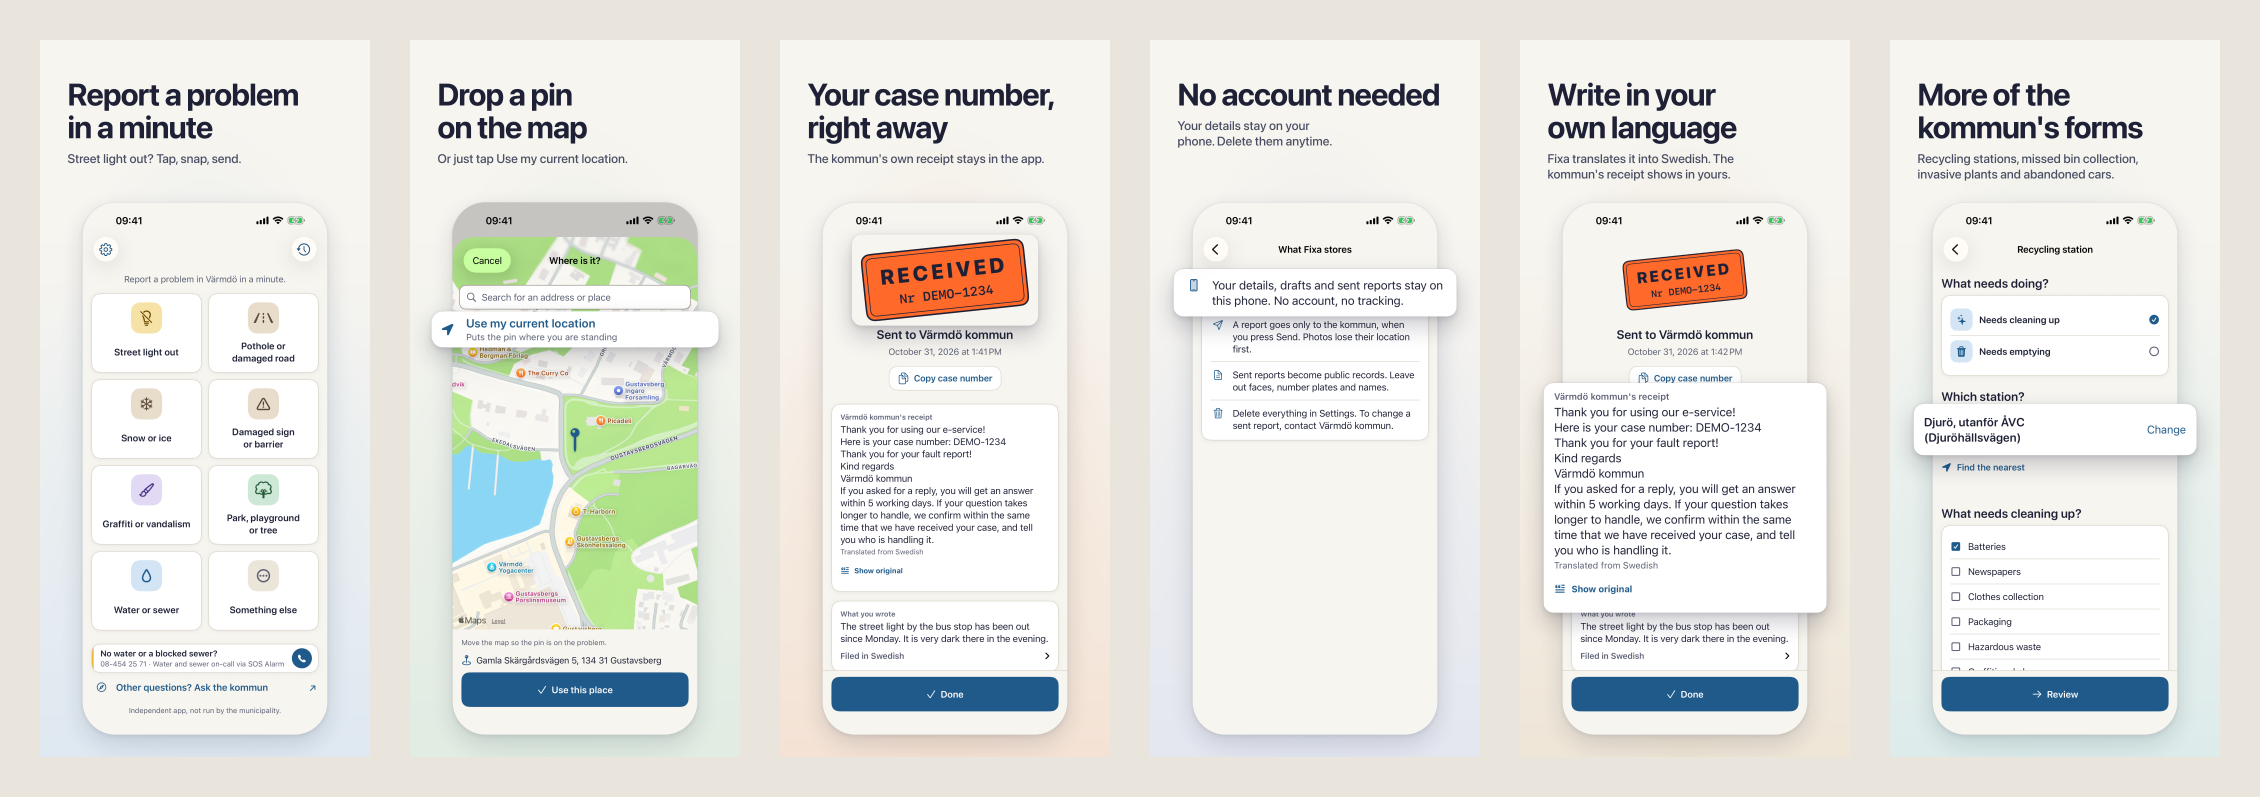 Report a problem
in a minute
Street light out? Tap, snap, send.
09:41
Report a problem in Värmdö in a minute.
Street light out
Pothole or
damaged road
Snow or ice
Damaged sign
or barrier
Graffiti or vandalism
Park, playground
or tree
Water or sewer
Something else
No water or a blocked sewer?
08-454 25 71 · Water and sewer on-call via SOS Alarm
Other questions? Ask the kommun
Independent app, not run by the municipality.
Drop a pin
on the map
Or just tap Use my current location.
09:41
Cancel
Where is it?
Search for an address or place
Use my current location
Puts the pin where you are standing
Hedman &
Bergman Förlag
The Curry Co
Gustavsberg
Ingarö
Forsamling
Picadeli
EKEDALSVÄGEN
GUSTAVSBERGSVÄGEN
T. Harborn
Gustavsbergs
Skönhetssalong
Värmdö
Yogacenter
Gustavsbergs
Porslinsmuseum
Maps
Legal
Move the map so the pin is on the problem.
Gamla Skärgårdsvägen 5, 134 31 Gustavsberg
Use this place
Your case number,
right away
The kommun's own receipt stays in the app.
09:41
RECEIVED
Nr DEMO-1234
Sent to Värmdö kommun
October 31, 2026 at 1:41 PM
Copy case number
Värmdö kommun's receipt
Thank you for using our e-service!
Here is your case number: DEMO-1234
Thank you for your fault report!
Kind regards
Värmdö kommun
If you asked for a reply, you will get an answer
within 5 working days. If your question takes
longer to handle, we confirm within the same
time that we have received your case, and tell
you who is handling it.
Translated from Swedish
Show original
What you wrote
The street light by the bus stop has been out
since Monday. It is very dark there in the evening.
Filed in Swedish
Done
No account needed
Your details stay on your
phone. Delete them anytime.
09:41
What Fixa stores
Your details, drafts and sent reports stay on
this phone. No account, no tracking.
A report goes only to the kommun, when
you press Send. Photos lose their location
first.
Sent reports become public records. Leave
out faces, number plates and names.
Delete everything in Settings. To change a
sent report, contact Värmdö kommun.
Write in your
own language
Fixa translates it into Swedish. The
kommun's receipt shows in yours.
09:41
RECEIVED
Nr DEMO-1234
Sent to Värmdö kommun
October 31, 2026 at 1:42 PM
Copy case number
Värmdö kommun's receipt
Thank you for using our e-service!
Here is your case number: DEMO-1234
Thank you for your fault report!
Kind regards
Värmdö kommun
If you asked for a reply, you will get an answer
within 5 working days. If your question takes
longer to handle, we confirm within the same
time that we have received your case, and tell
you who is handling it.
Translated from Swedish
Show original
What you wrote
The street light by the bus stop has been out
since Monday. It is very dark there in the evening.
Filed in Swedish
Done
More of the
kommun's forms
Recycling stations, missed bin collection,
invasive plants and abandoned cars.
09:41
Recycling station
What needs doing?
Needs cleaning up
Needs emptying
Which station?
Djurö, utanför ÅVC
(Djuröhällsvägen)
Change
Find the nearest
What needs cleaning up?
Batteries
Newspapers
Clothes collection
Packaging
Hazardous waste
Review